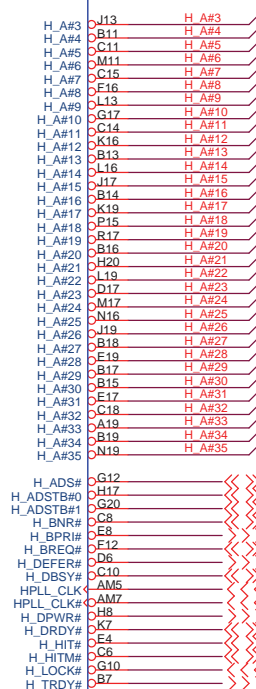 H_A#3 J13 H_A#3
H_A#4 B11 H_A#4
H_A#5 C11 H_A#5
H_A#6 M11 H_A#6
H_A#7 C15 H_A#7
H_A#8 F16 H_A#8
H_A#9 L13 H_A#9
H_A#10 G17 H_A#10
H_A#11 C14 H_A#11
H_A#12 K16 H_A#12
H_A#13 B13 H_A#13
H_A#14 L16 H_A#14
H_A#15 J17 H_A#15
H_A#16 B14 H_A#16
H_A#17 K19 H_A#17
H_A#18 P15 H_A#18
H_A#19 R17 H_A#19
H_A#20 B16 H_A#20
H_A#21 H20 H_A#21
H_A#22 L19 H_A#22
H_A#23 D17 H_A#23
H_A#24 M17 H_A#24
H_A#25 N16 H_A#25
H_A#26 J19 H_A#26
H_A#27 B18 H_A#27
H_A#28 E19 H_A#28
H_A#29 B17 H_A#29
H_A#30 B15 H_A#30
H_A#31 E17 H_A#31
H_A#32 C18 H_A#32
H_A#33 A19 H_A#33
H_A#34 B19 H_A#34
H_A#35 N19 H_A#35
H_ADS# G12
H_ADSTB#0 H17
H_ADSTB#1 G20
H_BNR# C8
H_BPRI# E8
H_BREQ# F12
H_DEFER# D6
H_DBSY# C10
HPLL_CLK AM5
HPLL_CLK# AM7
H_DPWR# H8
H_DRDY# K7
H_HIT# E4
H_HITM# C6
H_LOCK# G10
H_TRDY# B7